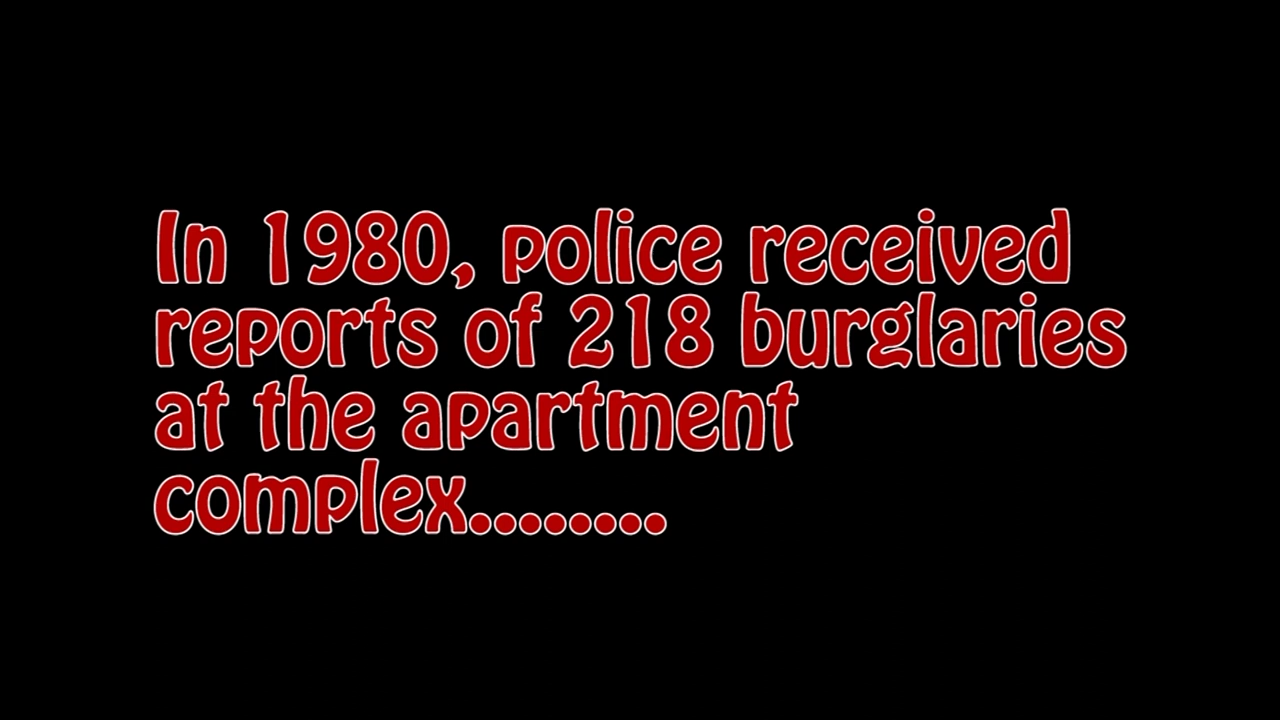 In 1980, police received
reports of 218 burglaries
at the apartment
complex........